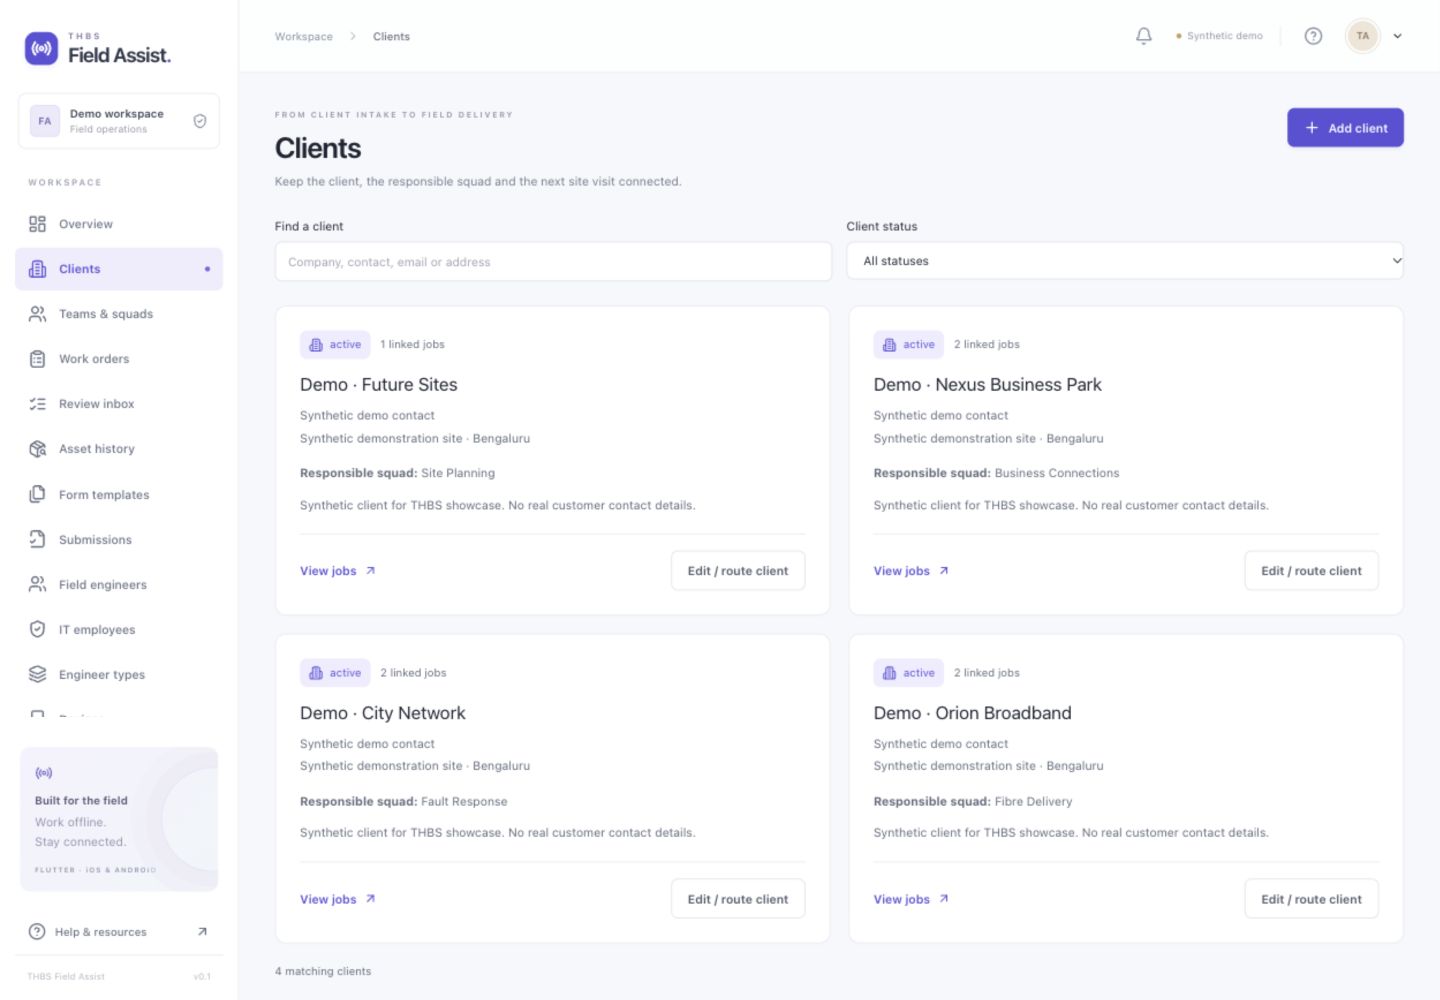 THBS
Field Assist.
FA
Demo workspace
Field operations
WORKSPACE
Overview
Clients
Teams & squads
Work orders
Review inbox
Asset history
Form templates
Submissions
Field engineers
IT employees
Engineer types
Built for the field
Work offline.
Stay connected.
FLUTTER · iOS & ANDROID
Help & resources
THBS Field Assist v0.1
Workspace > Clients
Synthetic demo
TA
FROM CLIENT INTAKE TO FIELD DELIVERY
Clients
Keep the client, the responsible squad and the next site visit connected.
+ Add client
Find a client
Company, contact, email or address
Client status
All statuses
active 1 linked jobs
Demo · Future Sites
Synthetic demo contact
Synthetic demonstration site · Bengaluru
Responsible squad: Site Planning
Synthetic client for THBS showcase. No real customer contact details.
View jobs Edit / route client
active 2 linked jobs
Demo · Nexus Business Park
Synthetic demo contact
Synthetic demonstration site · Bengaluru
Responsible squad: Business Connections
Synthetic client for THBS showcase. No real customer contact details.
View jobs Edit / route client
active 2 linked jobs
Demo · City Network
Synthetic demo contact
Synthetic demonstration site · Bengaluru
Responsible squad: Fault Response
Synthetic client for THBS showcase. No real customer contact details.
View jobs Edit / route client
active 2 linked jobs
Demo · Orion Broadband
Synthetic demo contact
Synthetic demonstration site · Bengaluru
Responsible squad: Fibre Delivery
Synthetic client for THBS showcase. No real customer contact details.
View jobs Edit / route client
4 matching clients